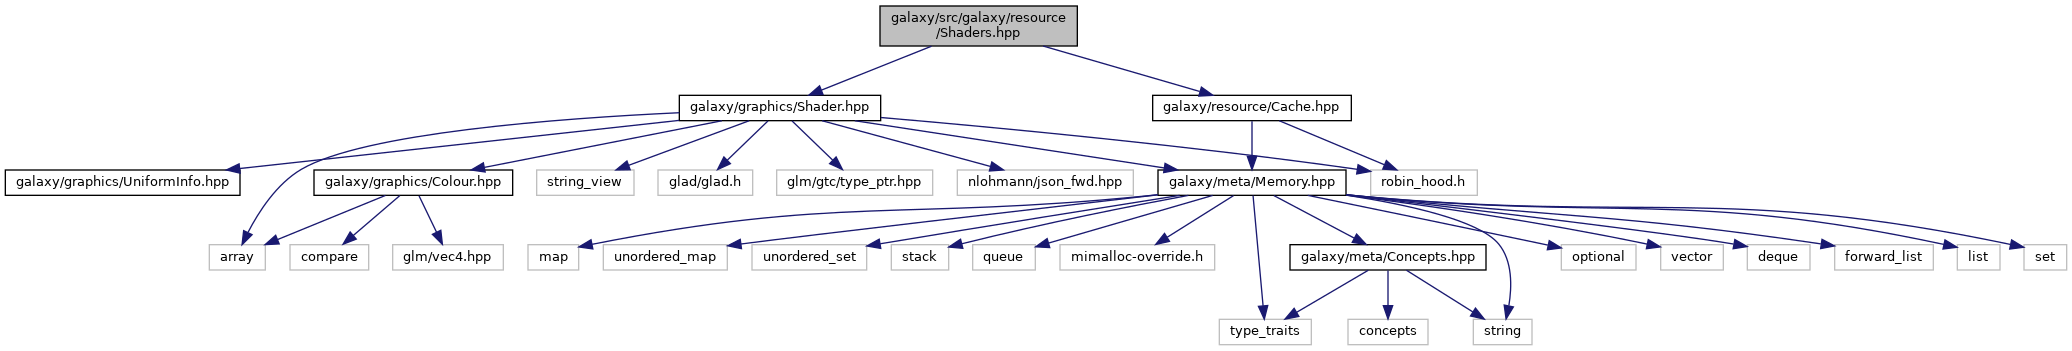 galaxy/src/galaxy/resource
/Shaders.hpp
galaxy/graphics/Shader.hpp
galaxy/resource/Cache.hpp
galaxy/graphics/UniformInfo.hpp
galaxy/graphics/Colour.hpp
string_view
glad/glad.h
glm/gtc/type_ptr.hpp
nlohmann/json_fwd.hpp
galaxy/meta/Memory.hpp
robin_hood.h
array
compare
glm/vec4.hpp
map
unordered_map
unordered_set
stack
queue
mimalloc-override.h
galaxy/meta/Concepts.hpp
optional
vector
deque
forward_list
list
set
type_traits
concepts
string